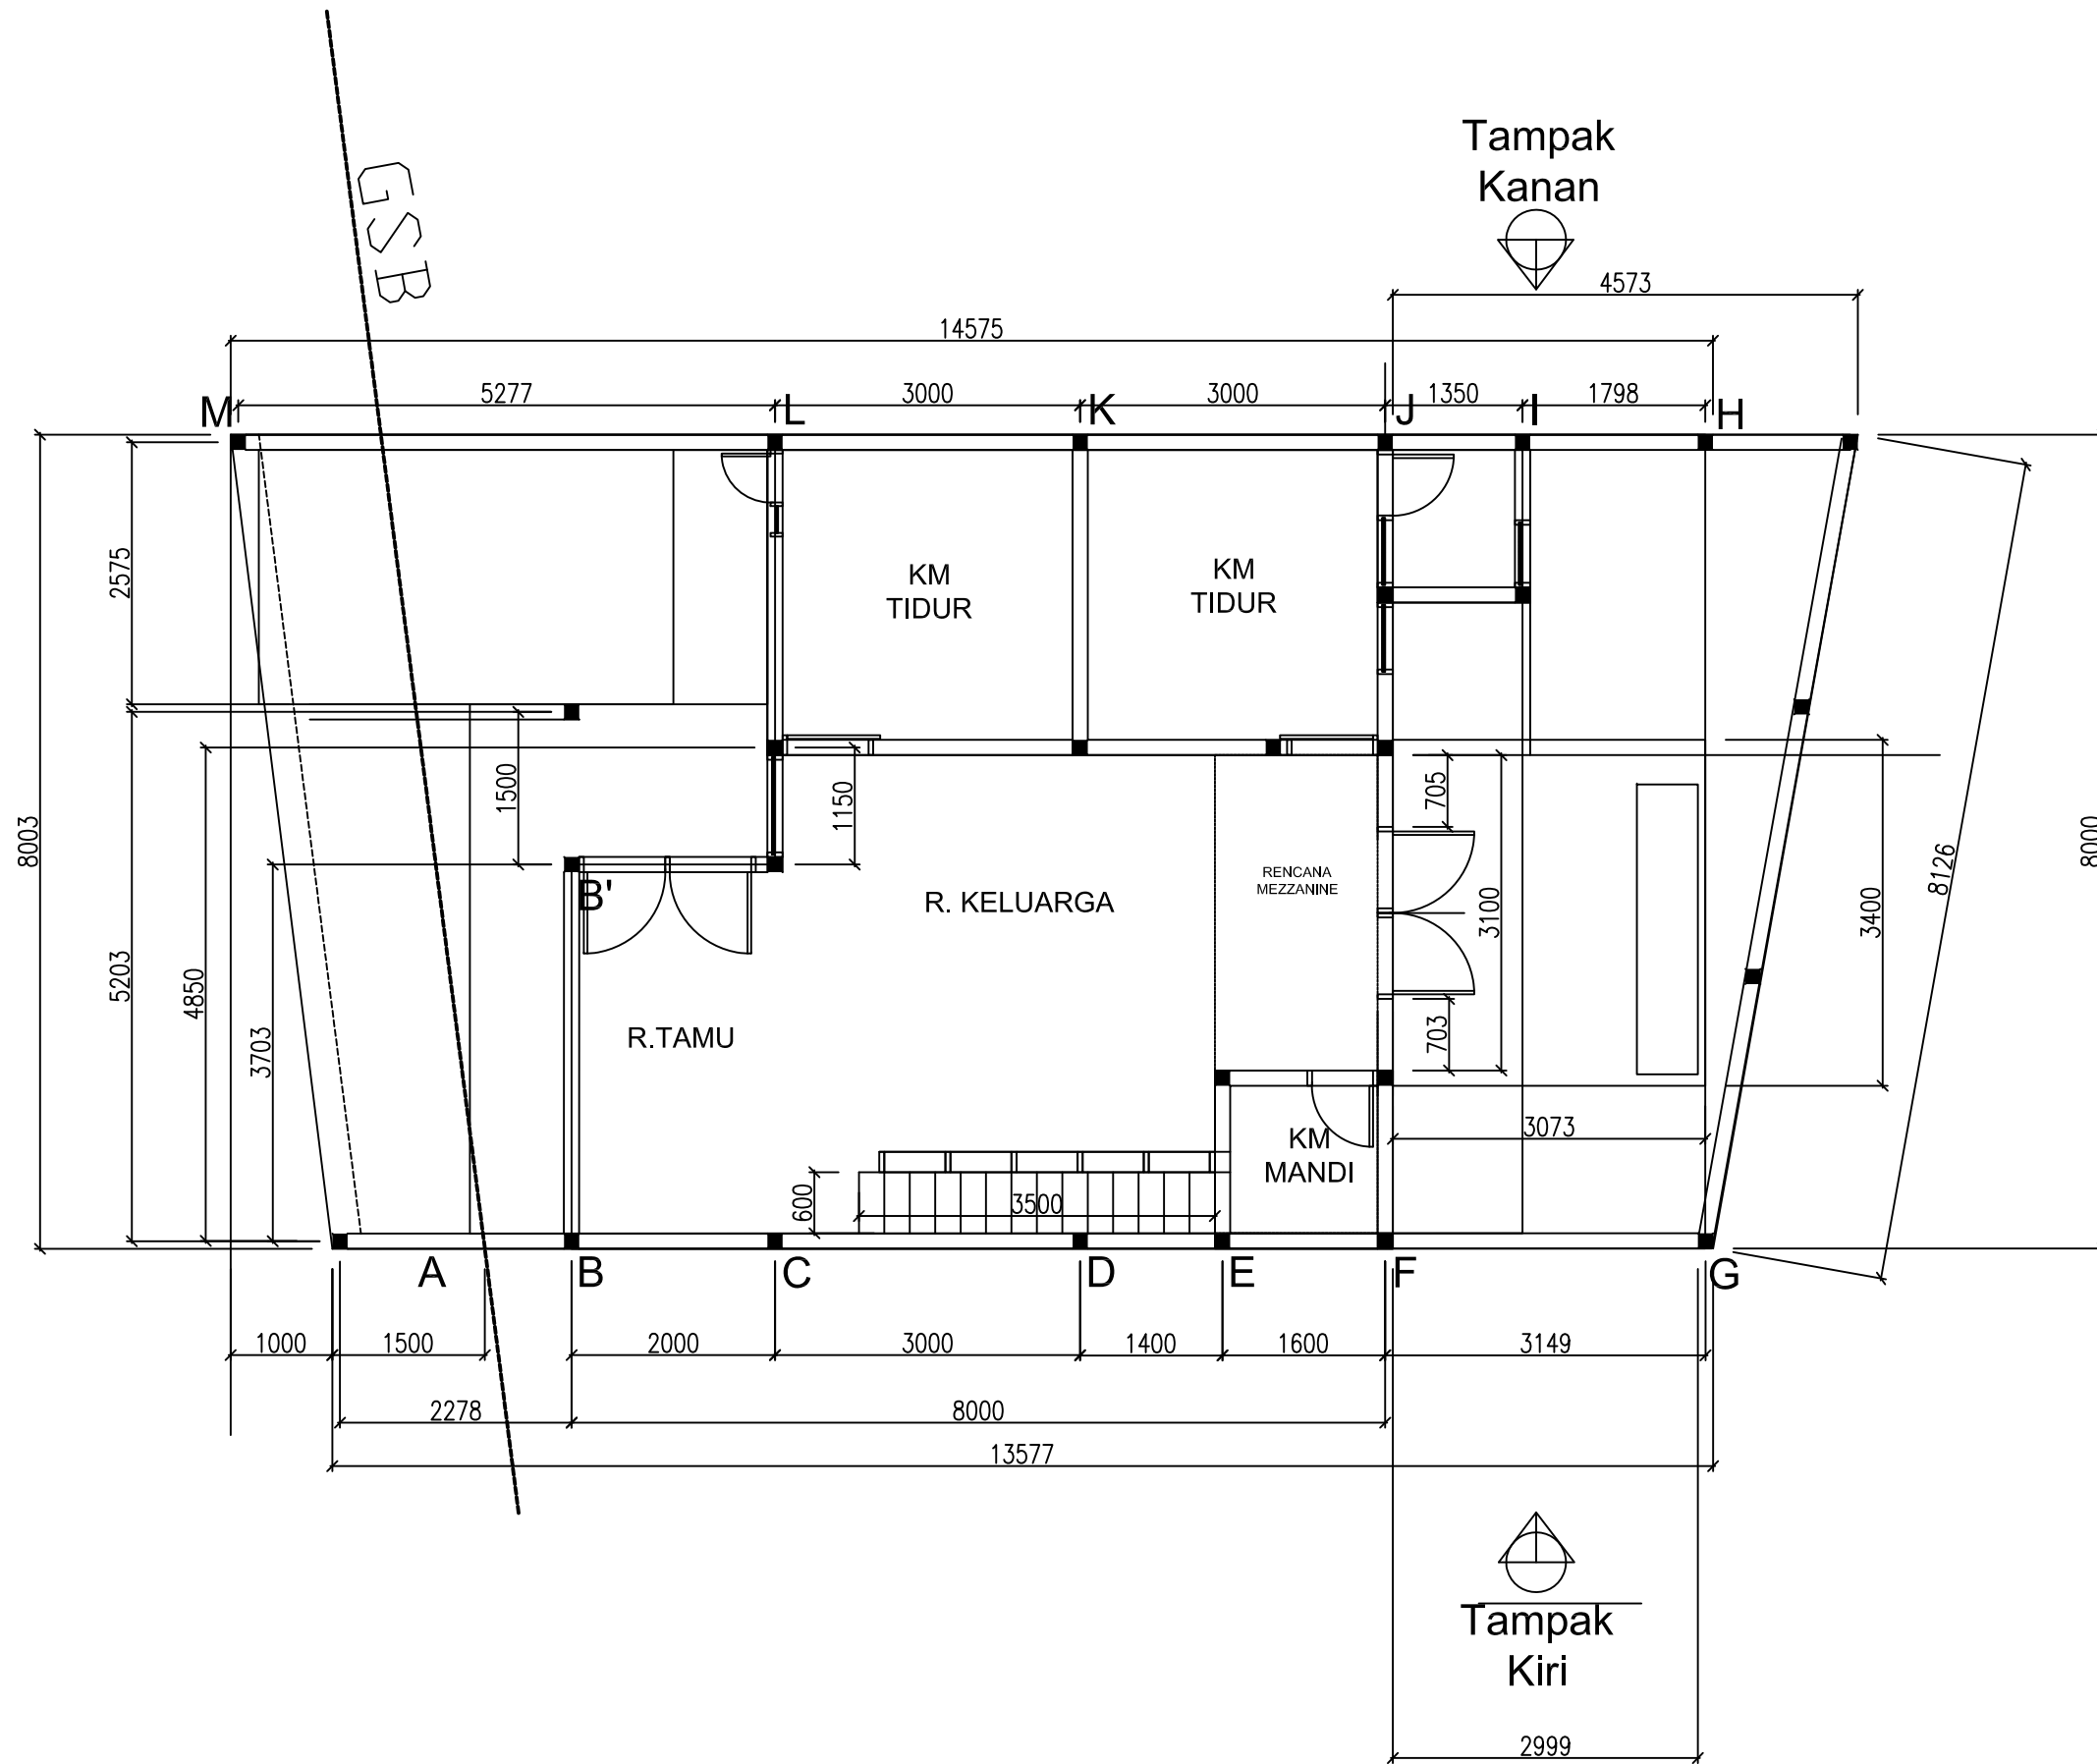 GSB
Tampak
Kanan
4573
14575
5277
3000
3000
1350
1798
M
L
K
J
I
H
2575
KM
TIDUR
KM
TIDUR
1500
1150
705
8003
8000
8126
RENCANA
MEZZANINE
B'
R. KELUARGA
3100
3400
5203
4850
3703
R.TAMU
703
3073
KM
MANDI
600
3500
A
B
C
D
E
F
G
1000
1500
2000
3000
1400
1600
3149
2278
8000
13577
Tampak
Kiri
2999